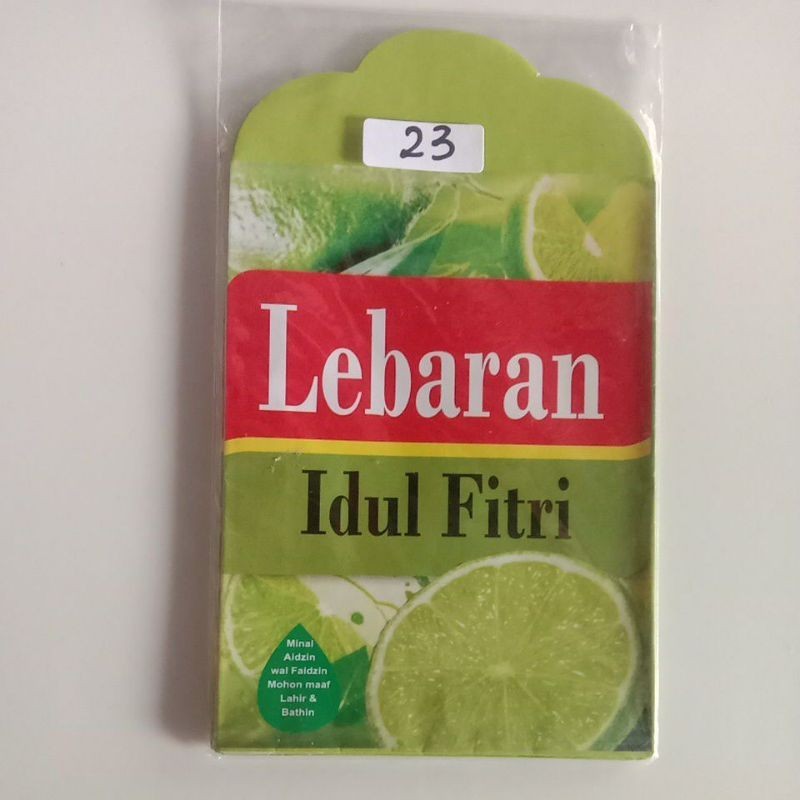 23
Lebaran
Idul Fitri
Minal
Aidzin
wal Faidzin
Mohon maaf
Lahir &
Bathin